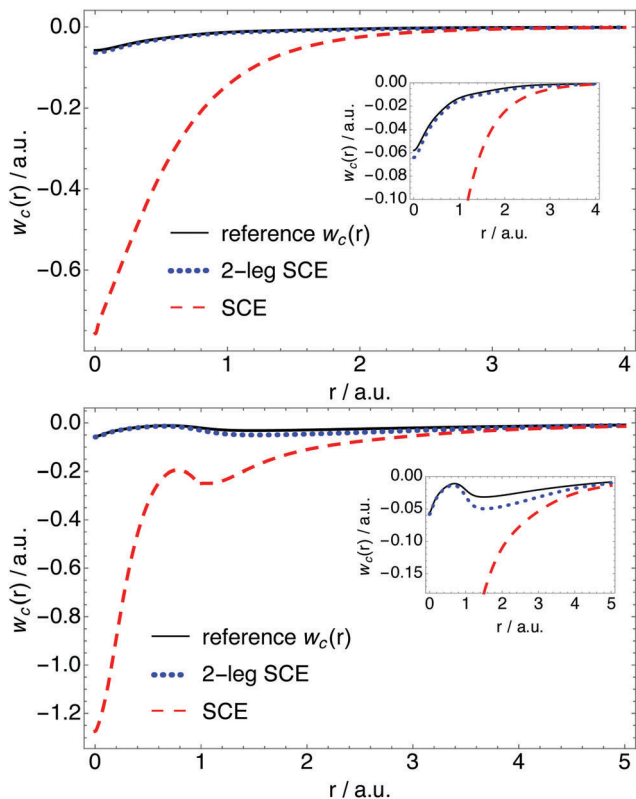 0.0
−0.2
−0.4
−0.6
w_c(r) / a.u.
0.00
−0.02
−0.04
−0.06
−0.08
−0.10
w_c(r) / a.u.
0 1 2 3 4
r / a.u.
reference w_c(r)
2−leg SCE
SCE
0 1 2 3 4
r / a.u.
0.0
−0.2
−0.4
−0.6
−0.8
−1.0
−1.2
w_c(r) / a.u.
0.00
−0.05
−0.10
−0.15
w_c(r) / a.u.
0 1 2 3 4 5
r / a.u.
reference w_c(r)
2−leg SCE
SCE
0 1 2 3 4 5
r / a.u.